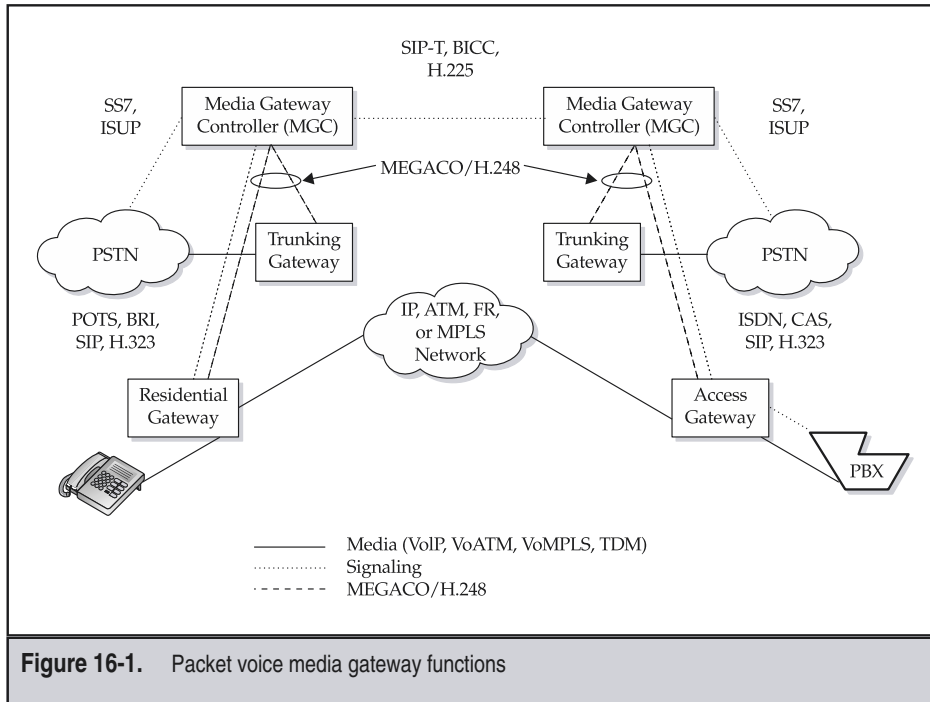 SIP-T, BICC,
H.225
SS7,
ISUP
Media Gateway
Controller (MGC)
Media Gateway
Controller (MGC)
SS7,
ISUP
MEGACO/H.248
PSTN
Trunking
Gateway
Trunking
Gateway
PSTN
POTS, BRI,
SIP, H.323
IP, ATM, FR,
or MPLS
Network
ISDN, CAS,
SIP, H.323
Residential
Gateway
Access
Gateway
PBX
Media (VoIP, VoATM, VoMPLS, TDM)
Signaling
MEGACO/H.248
Figure 16-1. Packet voice media gateway functions